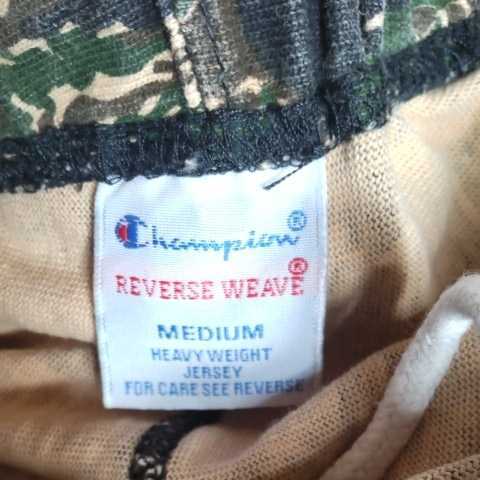 Champion®
REVERSE WEAVE®
MEDIUM
HEAVY WEIGHT
JERSEY
FOR CARE SEE REVERSE